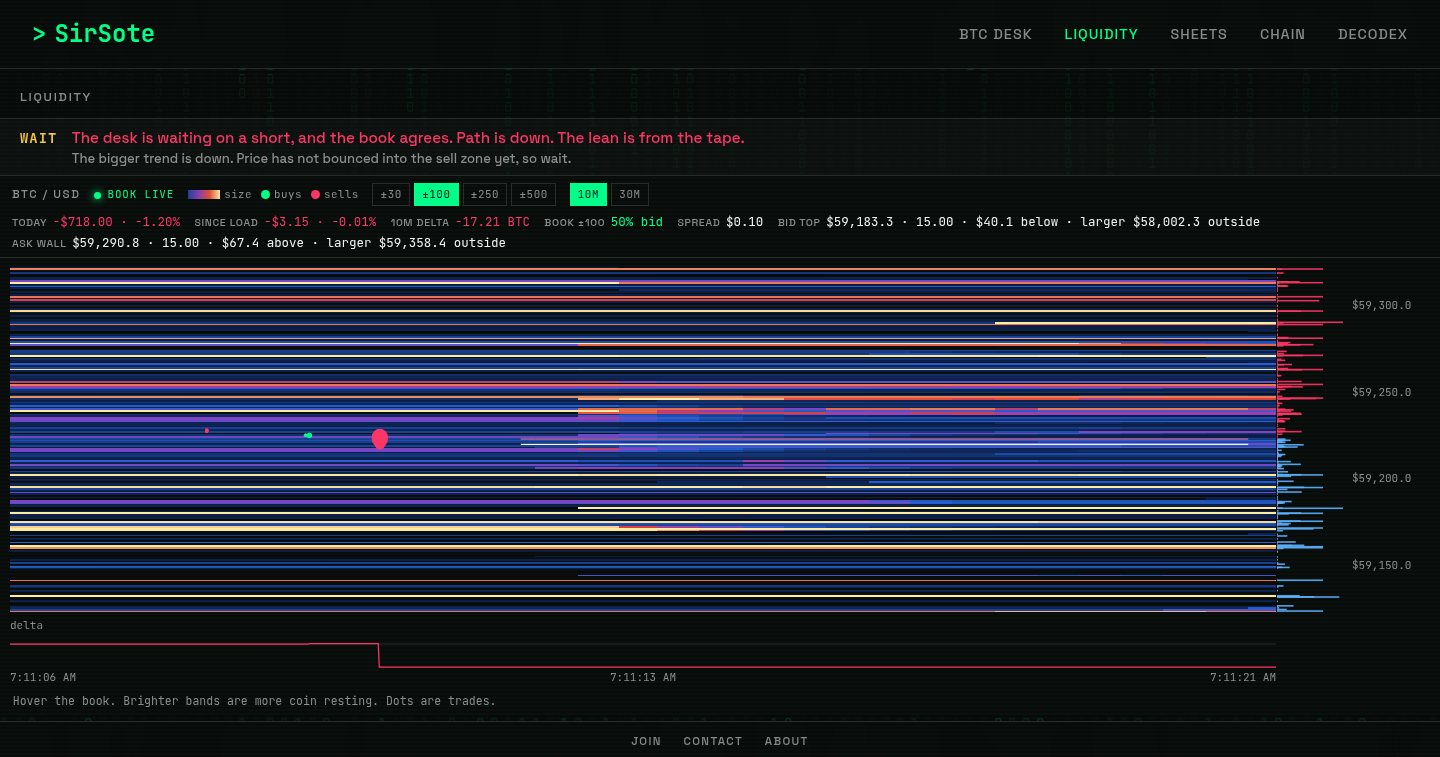 > SirSote
BTC DESK LIQUIDITY SHEETS CHAIN DECODEX
LIQUIDITY
WAIT The desk is waiting on a short, and the book agrees. Path is down. The lean is from the tape.
The bigger trend is down. Price has not bounced into the sell zone yet, so wait.
BTC / USD BOOK LIVE size buys sells ±30 ±100 ±250 ±500 10M 30M
TODAY -$718.00 · -1.20% SINCE LOAD -$3.15 · -0.01% 10M DELTA -17.21 BTC BOOK ±100 50% bid SPREAD $0.10 BID TOP $59,183.3 · 15.00 · $40.1 below · larger $58,002.3 outside
ASK WALL $59,290.8 · 15.00 · $67.4 above · larger $59,358.4 outside
$59,300.0
$59,250.0
$59,200.0
$59,150.0
delta
7:11:06 AM 7:11:13 AM 7:11:21 AM
Hover the book. Brighter bands are more coin resting. Dots are trades.
JOIN CONTACT ABOUT